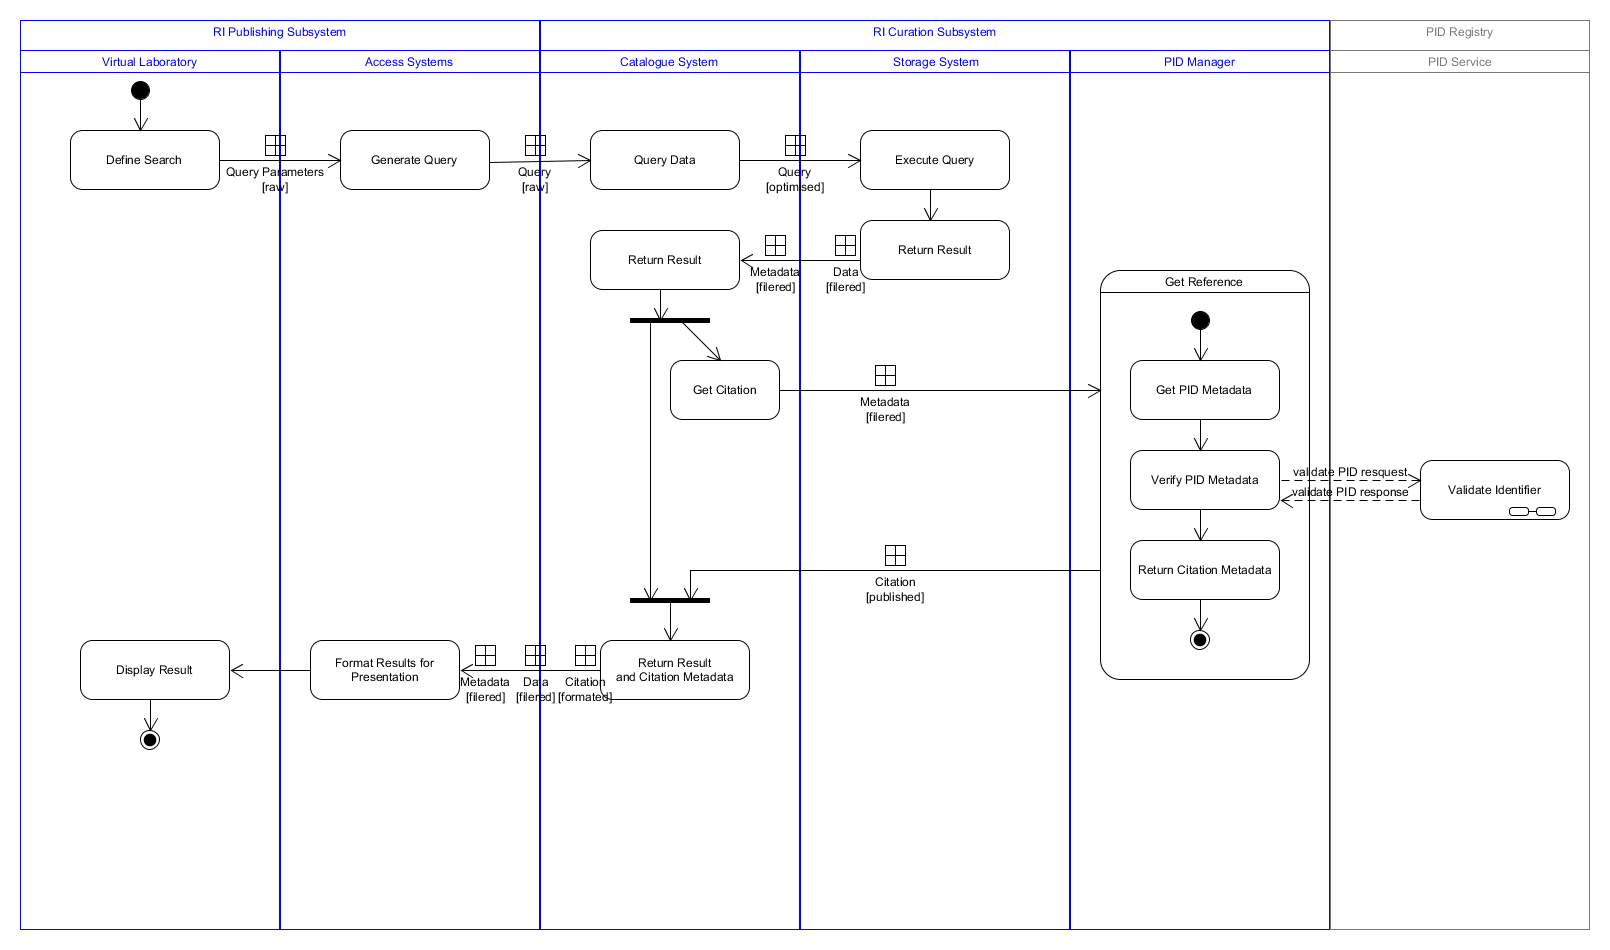 RI Publishing Subsystem
RI Curation Subsystem
PID Registry
Virtual Laboratory
Access Systems
Catalogue System
Storage System
PID Manager
PID Service
Define Search
Query Parameters
[raw]
Generate Query
Query
[raw]
Query Data
Query
[optimised]
Execute Query
Return Result
Data
[filered]
Metadata
[filered]
Return Result
Get Citation
Metadata
[filered]
Get Reference
Get PID Metadata
Verify PID Metadata
validate PID resquest
validate PID response
Validate Identifier
Return Citation Metadata
Citation
[published]
Return Result
and Citation Metadata
Citation
[formated]
Data
[filered]
Metadata
[filered]
Format Results for
Presentation
Display Result